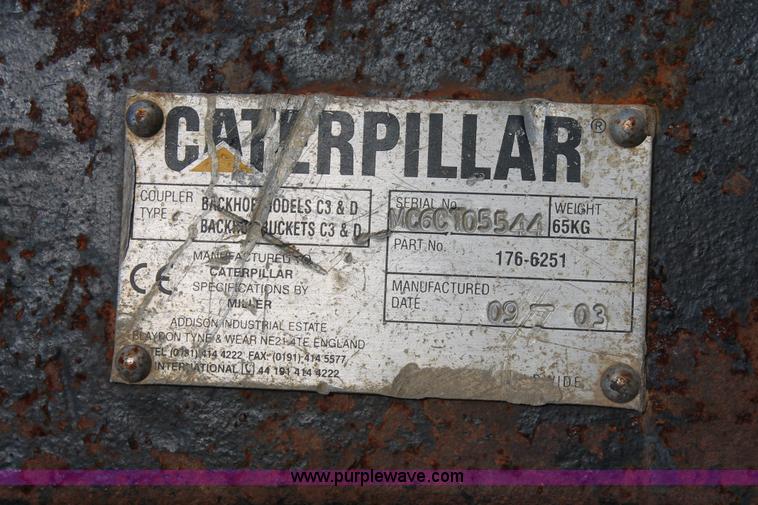 CATERPILLAR ®
COUPLER TYPE
BACKHOE MODELS C3 & D
BACKHOE BUCKETS C3 & D
SERIAL No.
MC6CT05544
WEIGHT
65KG
PART.No.
176-6251
MANUFACTURED DATE
09 03
CE
MANUFACTURED TO
CATERPILLAR
SPECIFICATIONS BY
MILLER
ADDISON INDUSTRIAL ESTATE
BLAYDON TYNE & WEAR NE21 4TE ENGLAND
TEL (0191) 414 4222 FAX: (0191) 414 5577
INTERNATIONAL 44 191 414 4222
www.purplewave.com